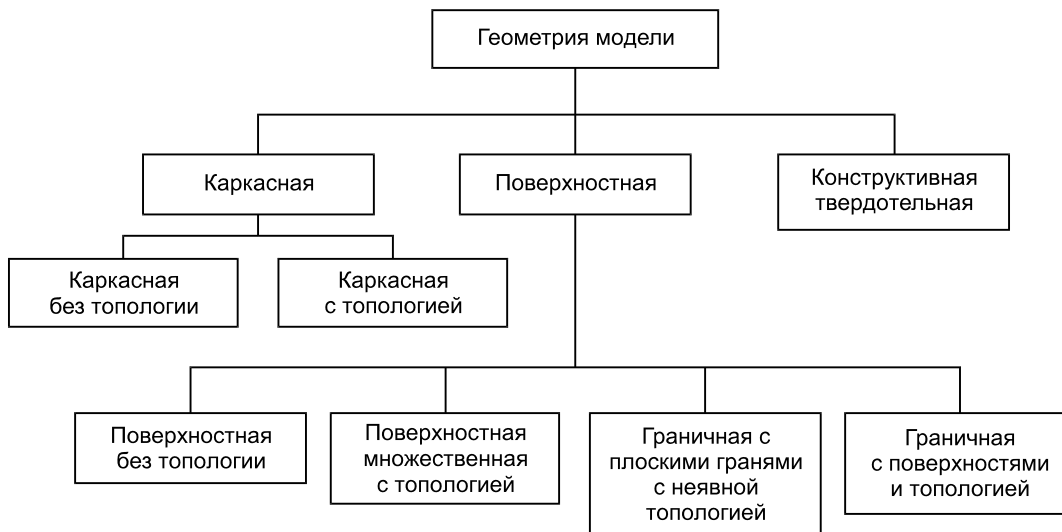 Геометрия модели
Каркасная
Поверхностная
Конструктивная
твердотельная
Каркасная
без топологии
Каркасная
с топологией
Поверхностная
без топологии
Поверхностная
множественная
с топологией
Граничная с
плоскими гранями
с неявной
топологией
Граничная
с поверхностями
и топологией